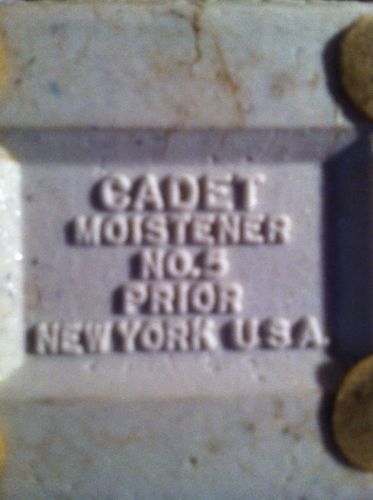 CADET
MOISTENER
NO.5
PRIOR
NEW YORK U.S.A.